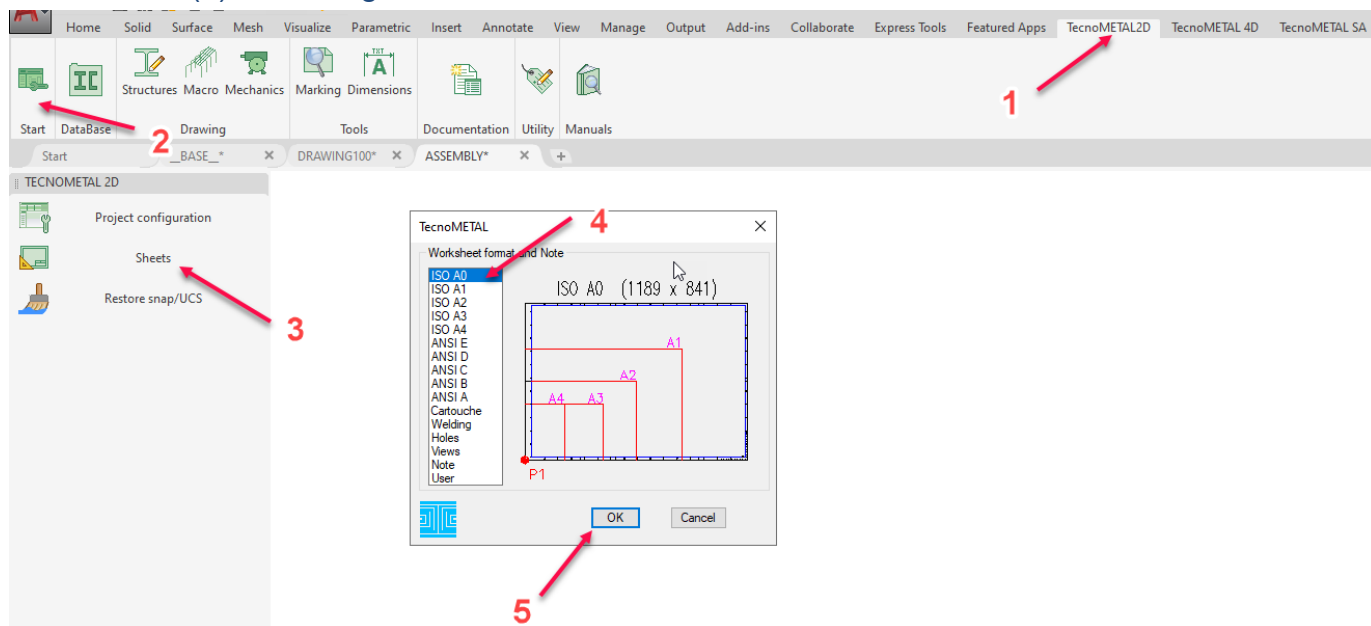 Home Solid Surface Mesh Visualize Parametric Insert Annotate View Manage Output Add-ins Collaborate Express Tools Featured Apps TecnoMETAL2D TecnoMETAL 4D TecnoMETAL SA
TXT
A
Structures Macro Mechanics Marking Dimensions
1
Start DataBase Drawing Tools Documentation Utility Manuals
2
Start _BASE_* DRAWING100* ASSEMBLY*
TECNOMETAL 2D
Project configuration
Sheets
Restore snap/UCS
3
TecnoMETAL
4
Worksheet format and Note
ISO A0
ISO A1
ISO A2
ISO A3
ISO A4
ANSI E
ANSI D
ANSI C
ANSI B
ANSI A
Cartouche
Welding
Holes
Views
Note
User
ISO A0 (1189 x 841)
A1
A2
A4 A3
P1
OK Cancel
5